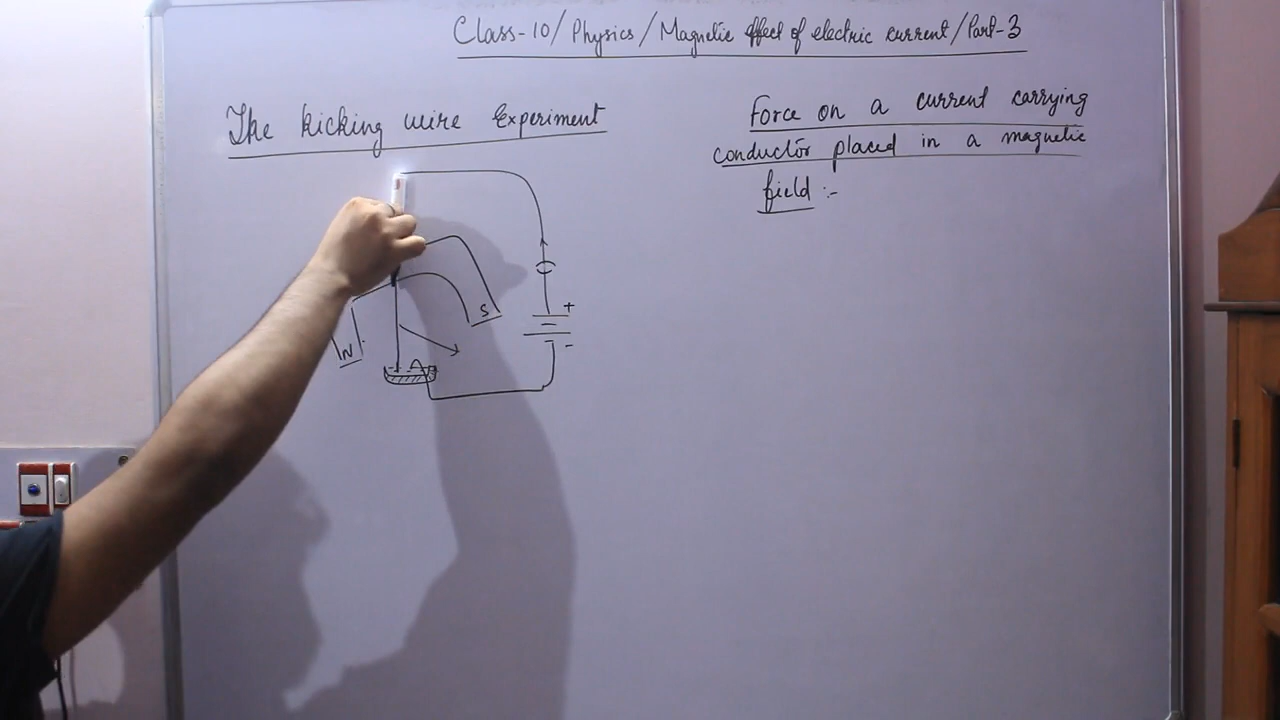 Class-10/Physics/Magnetic effect of electric current/Part-3
The kicking wire Experiment
Force on a current carrying
conductor placed in a magnetic
field :-
S
+
N
A
-